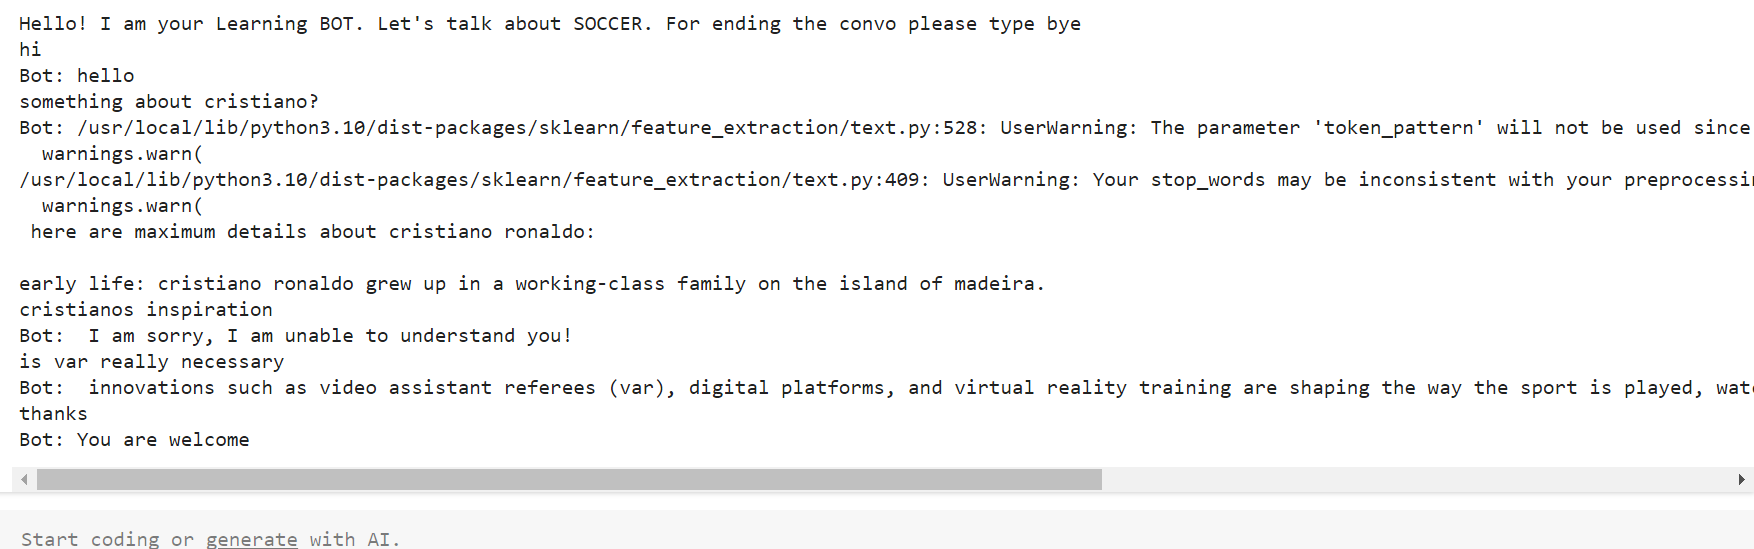 Hello! I am your Learning BOT. Let's talk about SOCCER. For ending the convo please type bye
hi
Bot: hello
something about cristiano?
Bot: /usr/local/lib/python3.10/dist-packages/sklearn/feature_extraction/text.py:528: UserWarning: The parameter 'token_pattern' will not be used since
warnings.warn(
/usr/local/lib/python3.10/dist-packages/sklearn/feature_extraction/text.py:409: UserWarning: Your stop_words may be inconsistent with your
warnings.warn(
here are maximum details about cristiano ronaldo:
early life: cristiano ronaldo grew up in a working-class family on the island of madeira.
cristianos inspiration
Bot:  I am sorry, I am unable to understand you!
is var really necessary
Bot:  innovations such as video assistant referees (var), digital platforms, and virtual reality training are shaping the way the sport is played,
thanks
Bot: You are welcome
Start coding or generate with AI.